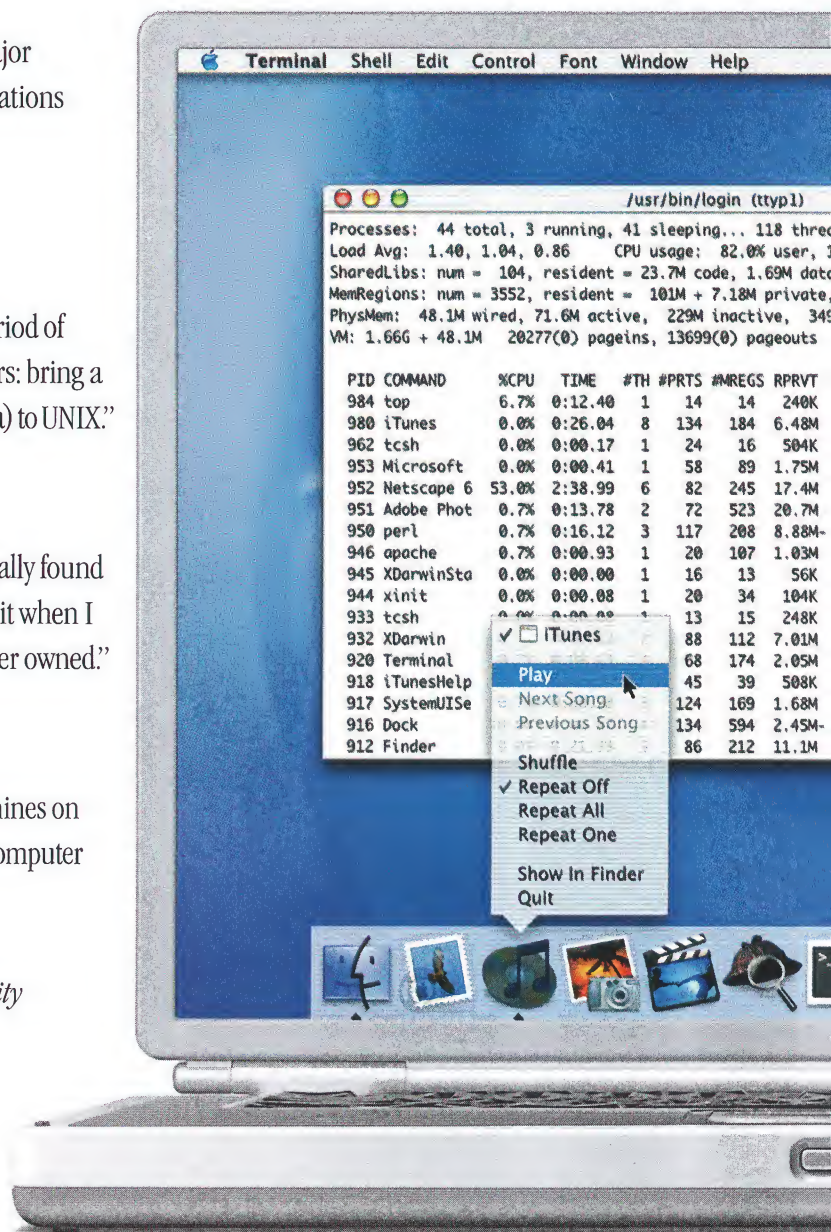 jor
ations
riod of
rs: bring a
) to UNIX.”
ally found
it when I
er owned.”
ines on
omputer
ity
Terminal Shell Edit Control Font Window Help
/usr/bin/login (ttyp1)
Processes: 44 total, 3 running, 41 sleeping... 118 threa
Load Avg: 1.40, 1.04, 0.86 CPU usage: 82.0% user, 1
SharedLibs: num = 104, resident = 23.7M code, 1.69M data
MemRegions: num = 3552, resident = 101M + 7.18M private,
PhysMem: 48.1M wired, 71.6M active, 229M inactive, 349
VM: 1.66G + 48.1M 20277(0) pageins, 13699(0) pageouts
PID COMMAND %CPU TIME #TH #PRTS #MREGS RPRVT
984 top 6.7% 0:12.40 1 14 14 240K
980 iTunes 0.0% 0:26.04 8 134 184 6.48M
962 tcsh 0.0% 0:00.17 1 24 16 504K
953 Microsoft 0.0% 0:00.41 1 58 89 1.75M
952 Netscape 6 53.0% 2:38.99 6 82 245 17.4M
951 Adobe Phot 0.7% 0:13.78 2 72 523 20.7M
950 perl 0.7% 0:16.12 3 117 208 8.88M-
946 apache 0.7% 0:00.93 1 20 107 1.03M
945 XDarwinSta 0.0% 0:00.00 1 16 13 56K
944 xinit 0.0% 0:00.08 1 20 34 104K
933 tcsh 0.0% 0:00.08 1 13 15 248K
932 XDarwin 88 112 7.01M
920 Terminal 68 174 2.05M
918 iTunesHelp 45 39 508K
917 SystemUISe 124 169 1.68M
916 Dock 134 594 2.45M-
912 Finder 86 212 11.1M
✓ iTunes
Play
Next Song
Previous Song
Shuffle
✓ Repeat Off
Repeat All
Repeat One
Show In Finder
Quit